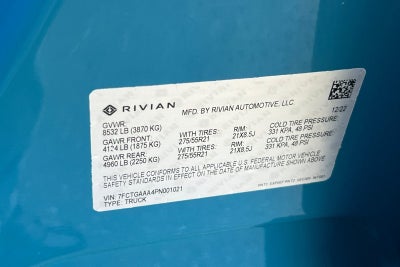 RIVIAN MFD. BY RIVIAN AUTOMOTIVE, LLC. 12/22
GVWR:
8532 LB (3870 KG)
GAWR FRONT WITH TIRES: RIM: COLD TIRE PRESSURE:
4134 LB (1875 KG) 275/55R21 21X8.5J 331 KPA, 48 PSI
GAWR REAR WITH TIRES: RIM: COLD TIRE PRESSURE:
4960 LB (2250 KG) 275/55R21 21X8.5J 331 KPA, 48 PSI
THIS VEHICLE CONFORMS TO ALL APPLICABLE U.S. FEDERAL MOTOR VEHICLE
SAFETY STANDARDS IN EFFECT ON THE DATE OF MANUFACTURE SHOWN ABOVE.
VIN: 7FCTGAAA4PN001021
TYPE: TRUCK